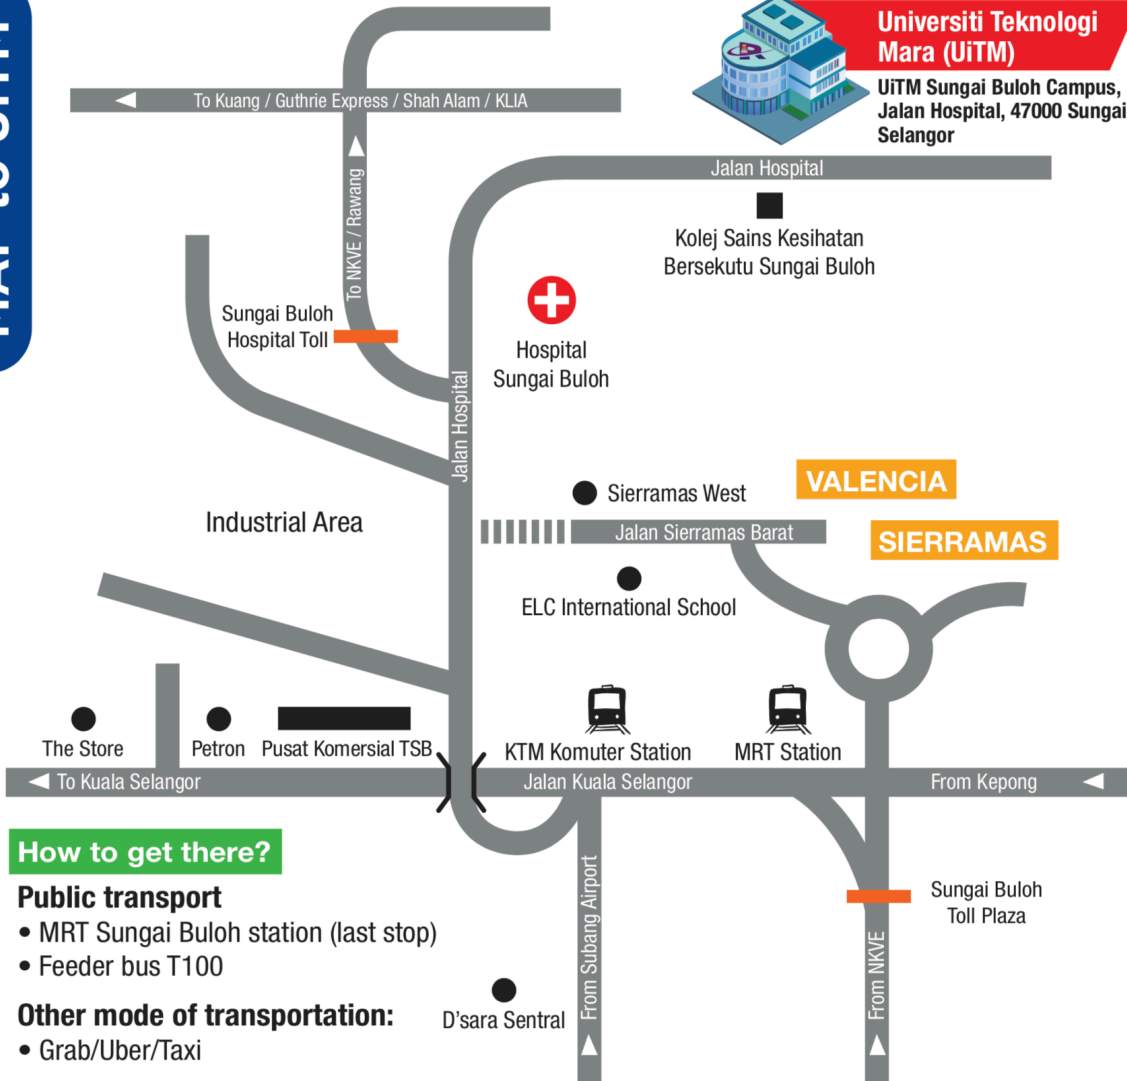 MAP to UiTM
Universiti Teknologi
Mara (UiTM)
UiTM Sungai Buloh Campus,
Jalan Hospital, 47000 Sungai
Selangor
To Kuang / Guthrie Express / Shah Alam / KLIA
To NKVE / Rawang
Jalan Hospital
Kolej Sains Kesihatan
Bersekutu Sungai Buloh
Sungai Buloh
Hospital Toll
Hospital
Sungai Buloh
Jalan Hospital
Sierramas West
VALENCIA
Industrial Area
Jalan Sierramas Barat
SIERRAMAS
ELC International School
The Store
Petron
Pusat Komersial TSB
KTM Komuter Station
MRT Station
To Kuala Selangor
Jalan Kuala Selangor
From Kepong
How to get there?
Public transport
• MRT Sungai Buloh station (last stop)
• Feeder bus T100
Other mode of transportation:
• Grab/Uber/Taxi
From Subang Airport
D'sara Sentral
Sungai Buloh
Toll Plaza
From NKVE